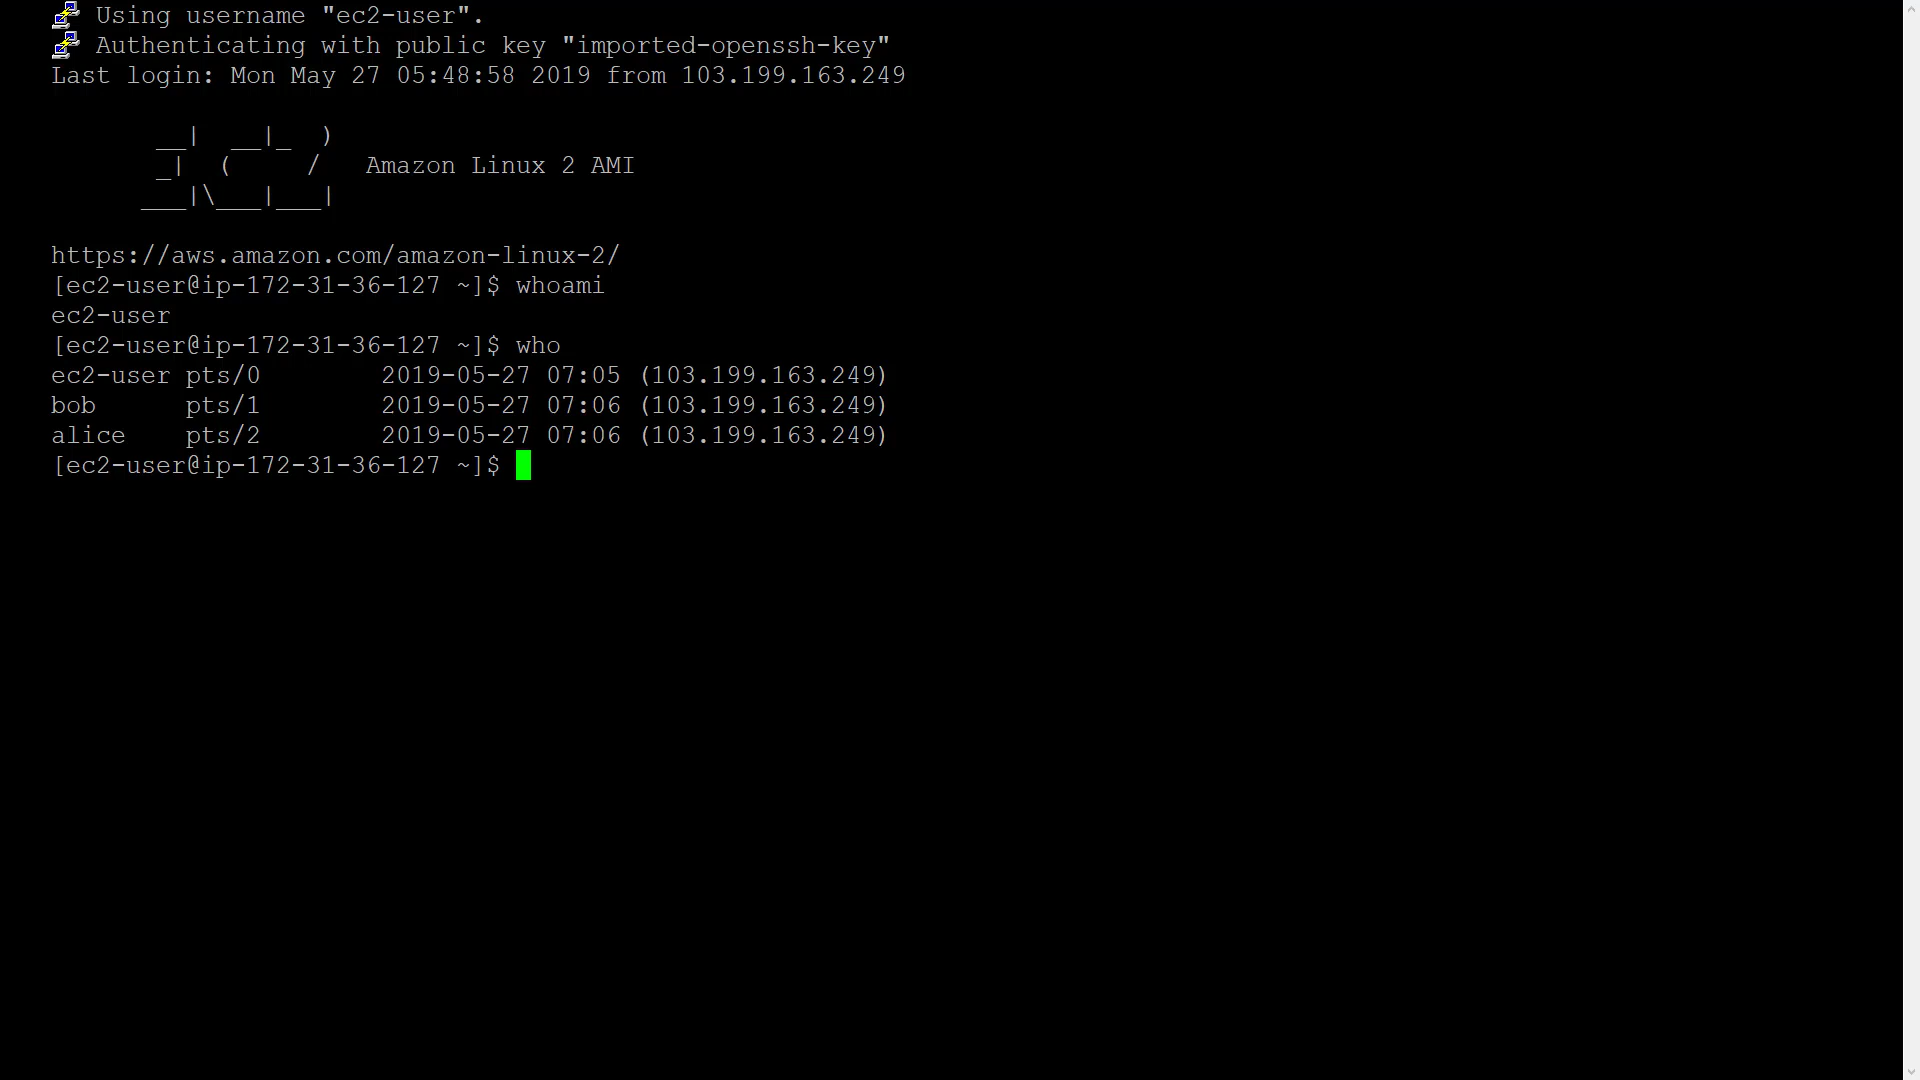 Using username "ec2-user".
Authenticating with public key "imported-openssh-key"
Last login: Mon May 27 05:48:58 2019 from 103.199.163.249

       __|  __|_  )
       _|  (     /   Amazon Linux 2 AMI
      ___|\___|___|

https://aws.amazon.com/amazon-linux-2/
[ec2-user@ip-172-31-36-127 ~]$ whoami
ec2-user
[ec2-user@ip-172-31-36-127 ~]$ who
ec2-user pts/0        2019-05-27 07:05 (103.199.163.249)
bob      pts/1        2019-05-27 07:06 (103.199.163.249)
alice    pts/2        2019-05-27 07:06 (103.199.163.249)
[ec2-user@ip-172-31-36-127 ~]$